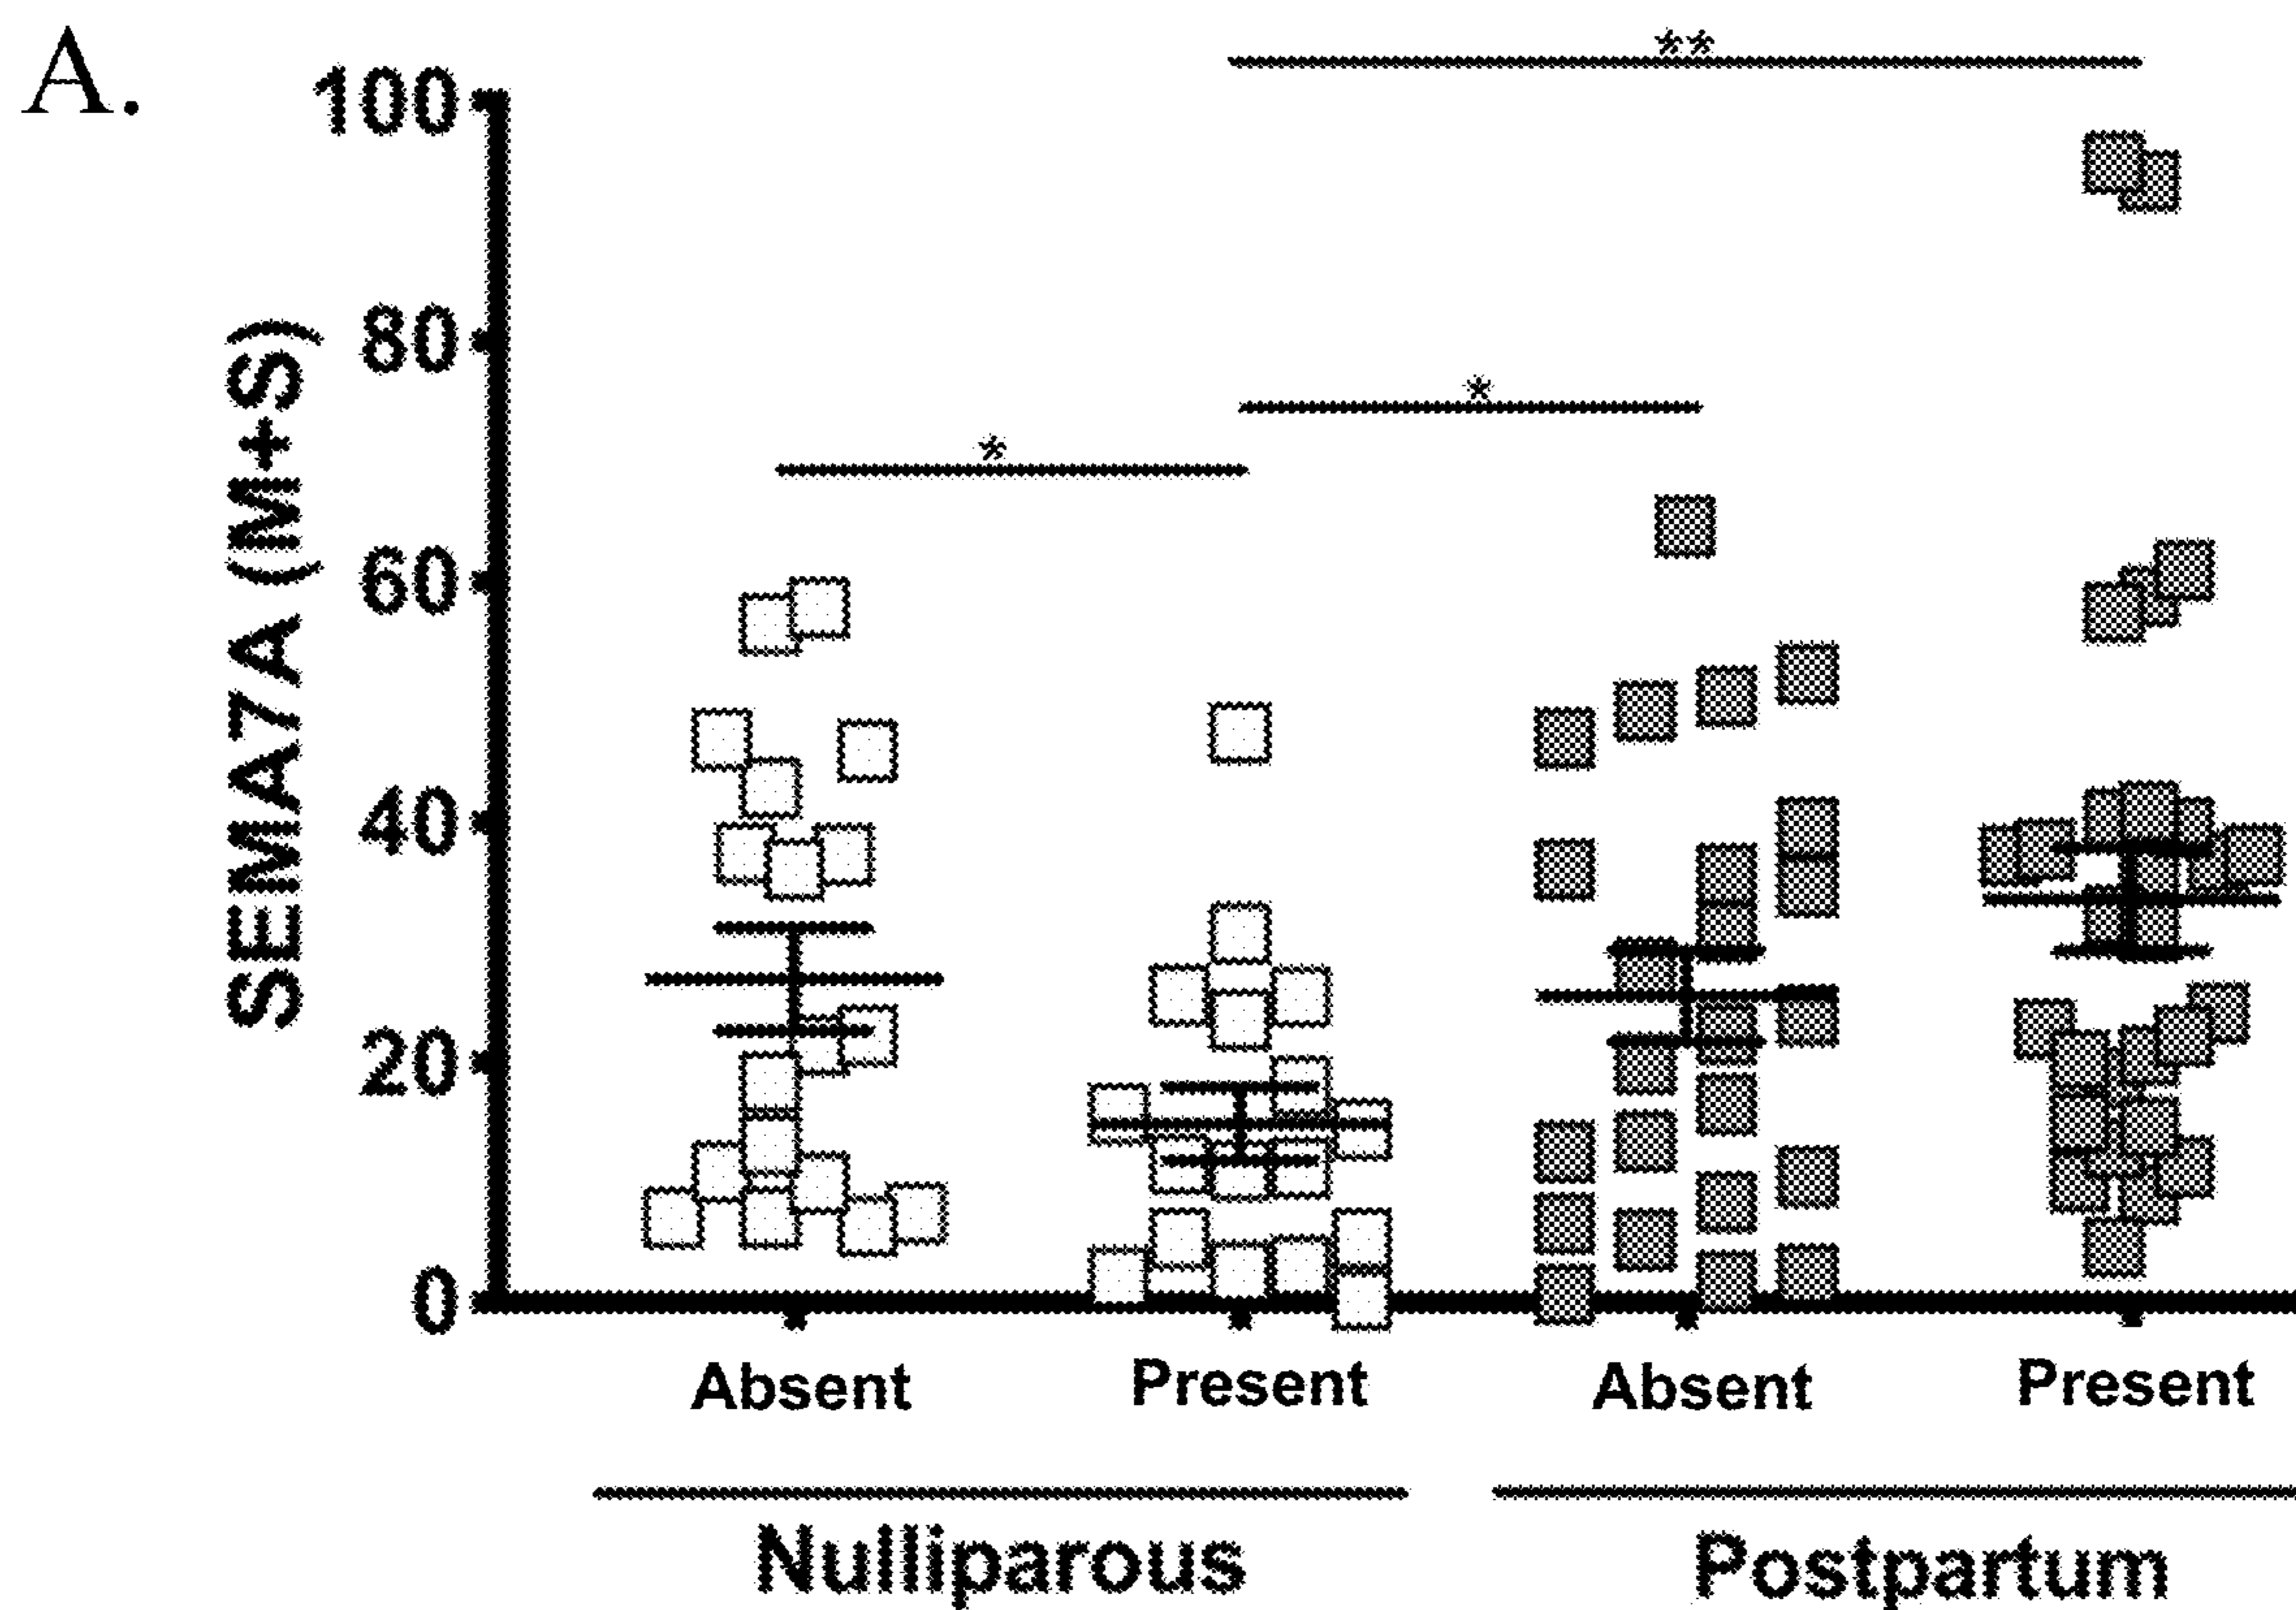 A.
**
100
80
*
*
60
40
20
0
SEMA7A (M+S)
Absent Present Absent Present
Nulliparous Postpartum